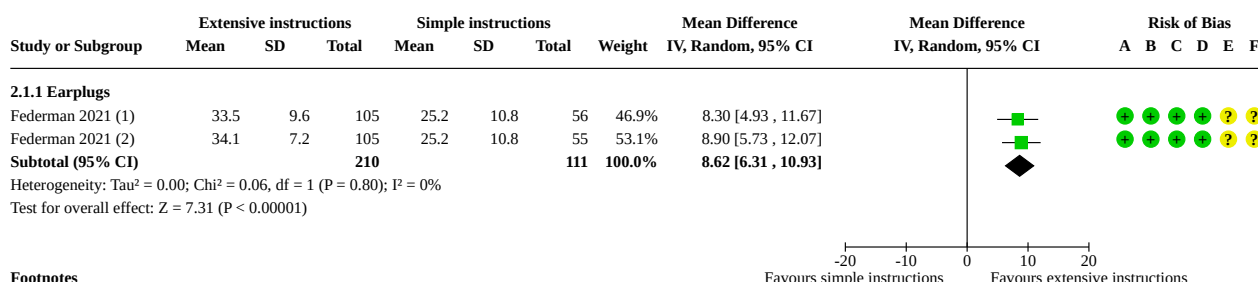 Extensive instructions Simple instructions Mean Difference Mean Difference Risk of Bias
Study or Subgroup Mean SD Total Mean SD Total Weight IV, Random, 95% CI IV, Random, 95% CI A B C D E F
2.1.1 Earplugs
Federman 2021 (1) 33.5 9.6 105 25.2 10.8 56 46.9% 8.30 [4.93 , 11.67] + + + + ? ?
Federman 2021 (2) 34.1 7.2 105 25.2 10.8 55 53.1% 8.90 [5.73 , 12.07] + + + + ? ?
Subtotal (95% CI) 210 111 100.0% 8.62 [6.31 , 10.93]
Heterogeneity: Tau² = 0.00; Chi² = 0.06, df = 1 (P = 0.80); I² = 0%
Test for overall effect: Z = 7.31 (P < 0.00001)
-20 -10 0 10 20
Favours simple instructions Favours extensive instructions
Footnotes